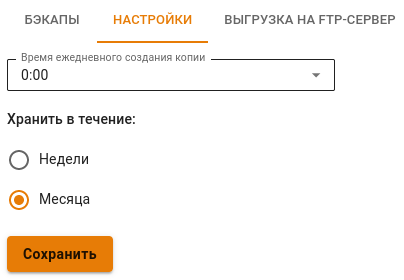 БЭКАПЫ НАСТРОЙКИ ВЫГРУЗКА НА FTP-СЕРВЕР
Время ежедневного создания копии
0:00
Хранить в течение:
Недели
Месяца
Сохранить